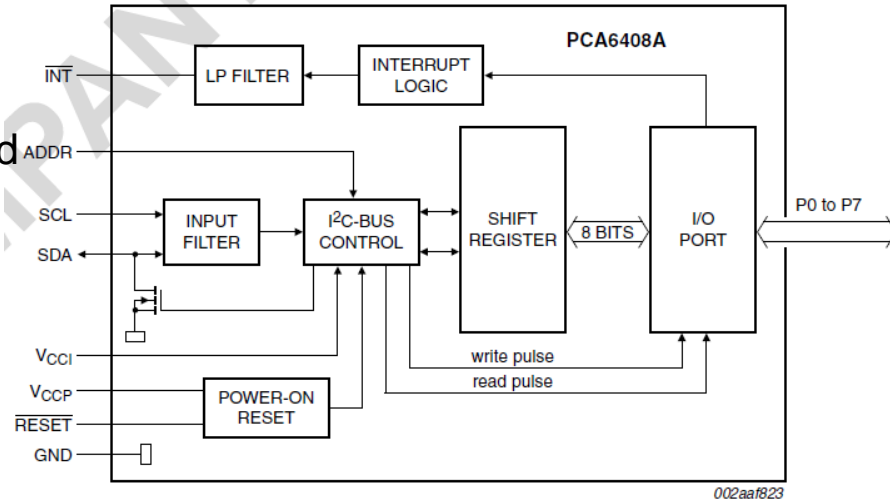 PCA6408A
INT
LP FILTER
INTERRUPT
LOGIC
ADDR
SCL
SDA
INPUT
FILTER
I²C-BUS
CONTROL
SHIFT
REGISTER
8 BITS
I/O
PORT
P0 to P7
VCCI
VCCP
RESET
GND
POWER-ON
RESET
write pulse
read pulse
002aaf823